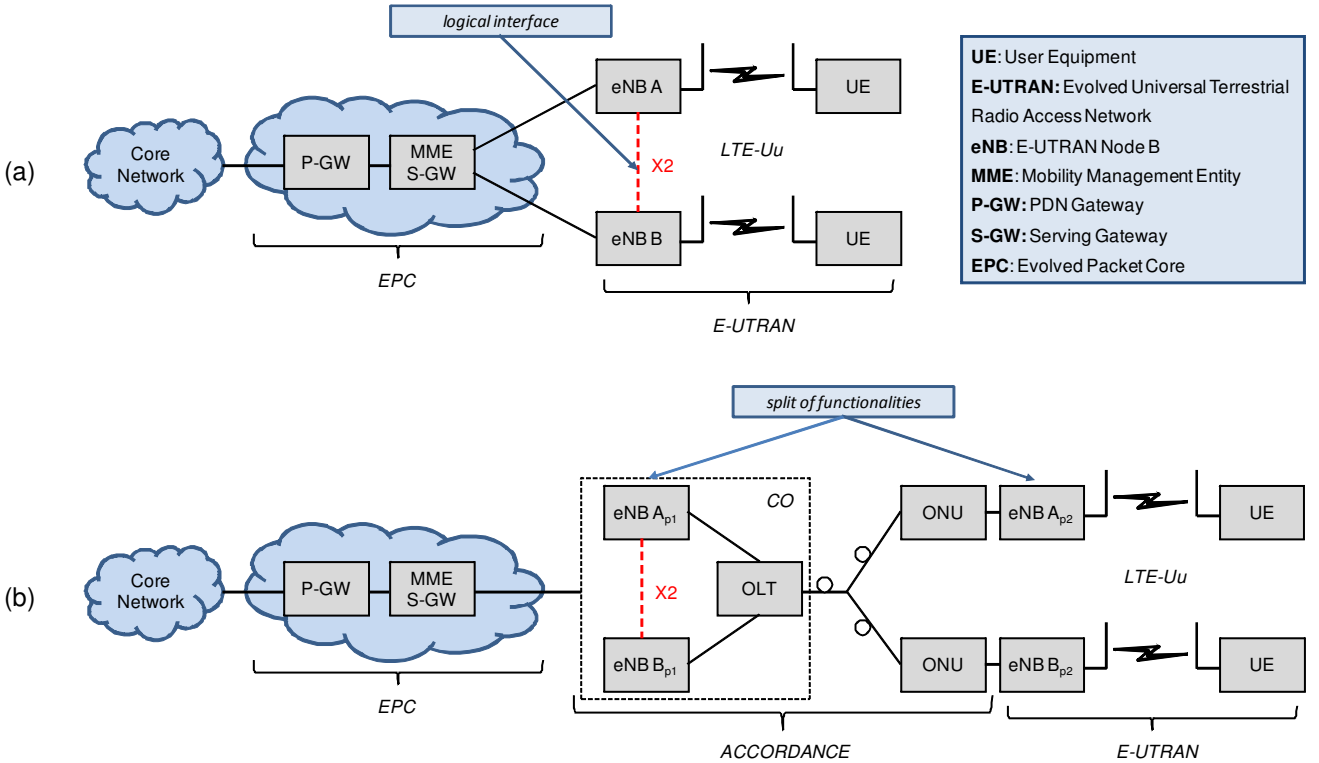 (a)
logical interface
Core
Network
P-GW
MME
S-GW
EPC
eNB A
X2
eNB B
LTE-Uu
UE
UE
E-UTRAN
UE: User Equipment
E-UTRAN: Evolved Universal Terrestrial
Radio Access Network
eNB: E-UTRAN Node B
MME: Mobility Management Entity
P-GW: PDN Gateway
S-GW: Serving Gateway
EPC: Evolved Packet Core
(b)
split of functionalities
Core
Network
P-GW
MME
S-GW
EPC
CO
eNB Ap1
X2
eNB Bp1
OLT
ONU
ONU
ACCORDANCE
eNB Ap2
eNB Bp2
LTE-Uu
UE
UE
E-UTRAN